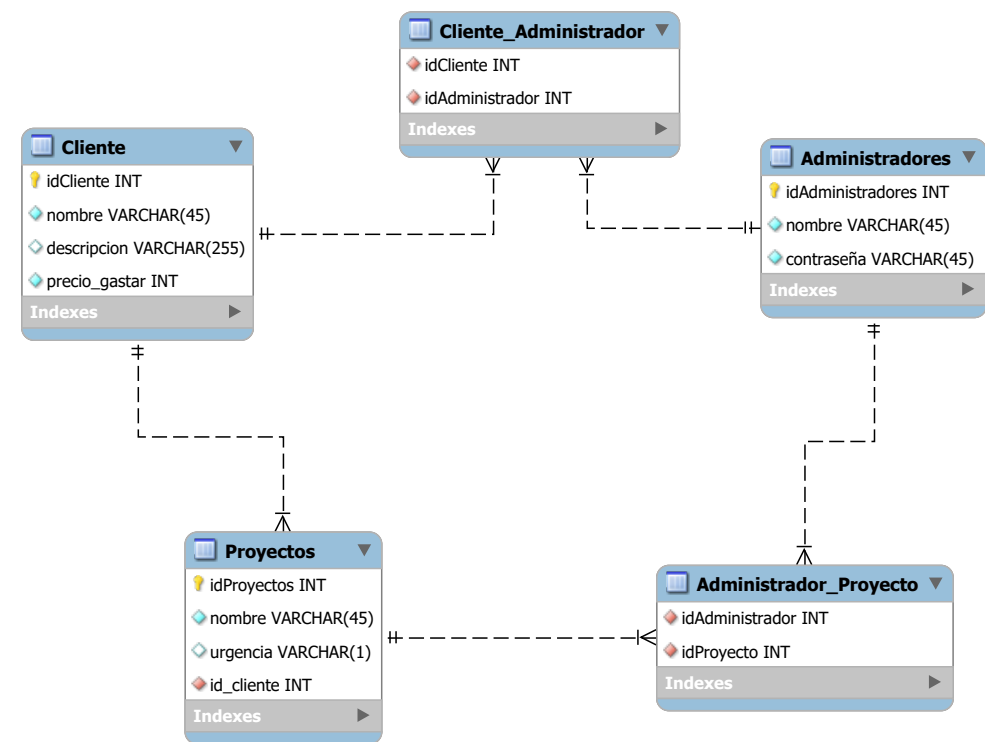 Cliente_Administrador
idCliente INT
idAdministrador INT
Indexes
Cliente
idCliente INT
nombre VARCHAR(45)
descripcion VARCHAR(255)
precio_gastar INT
Indexes
Administradores
idAdministradores INT
nombre VARCHAR(45)
contraseña VARCHAR(45)
Indexes
Proyectos
idProyectos INT
nombre VARCHAR(45)
urgencia VARCHAR(1)
id_cliente INT
Indexes
Administrador_Proyecto
idAdministrador INT
idProyecto INT
Indexes